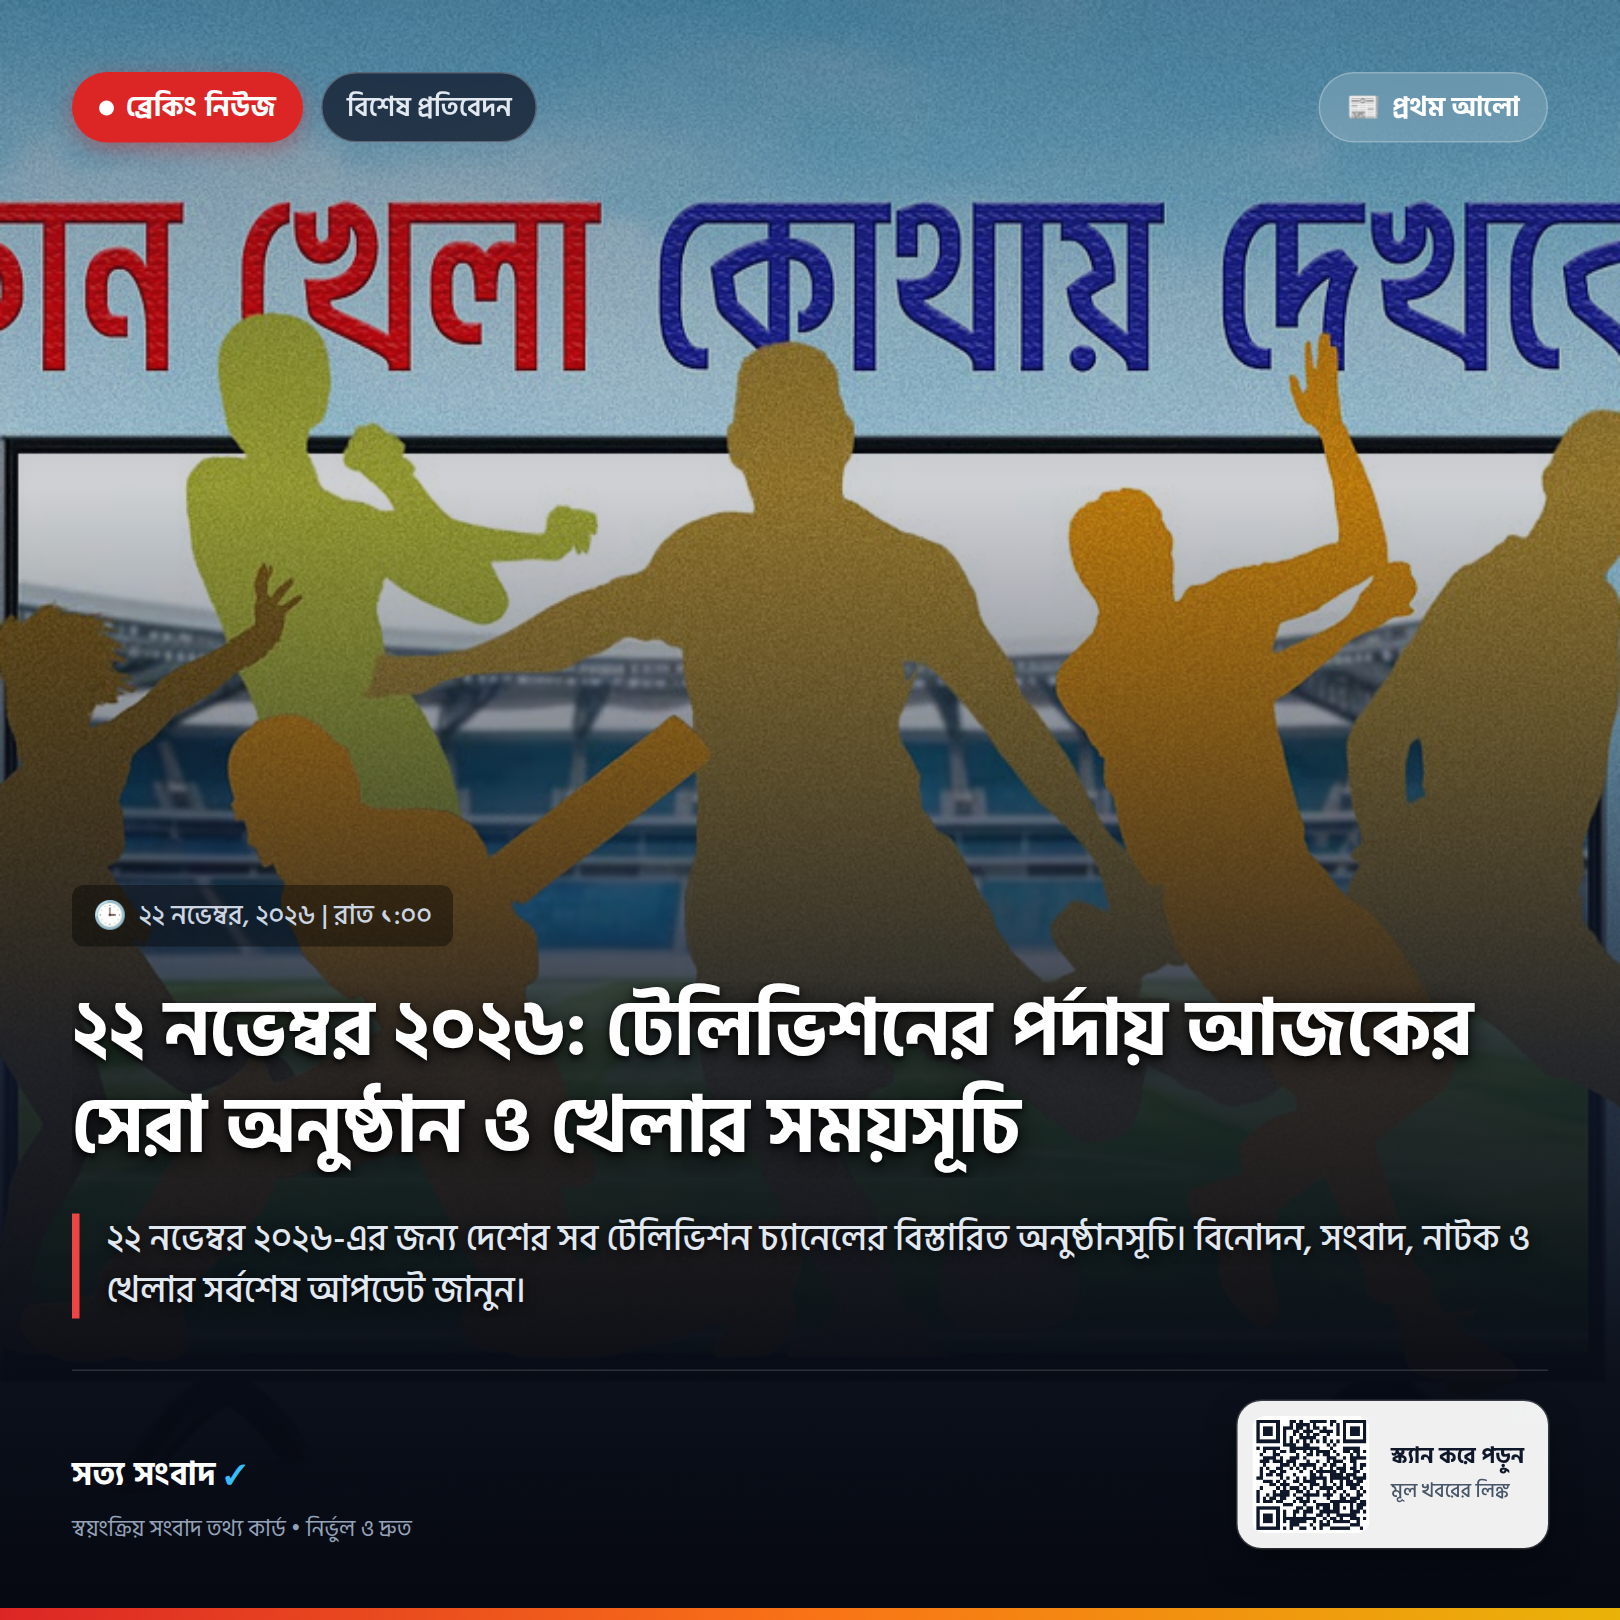 ব্রেকিং নিউজ
বিশেষ প্রতিবেদন
প্রথম আলো
খেলা কোথায়
২২ নভেম্বর, ২০২৬ | রাত ৎ:০০
২২ নভেম্বর ২০২৬: টেলিভিশনের পর্দায় আজকের
সেরা অনুষ্ঠান ও খেলার সময়সূচি
২২ নভেম্বর ২০২৬-এর জন্য দেশের সব টেলিভিশন চ্যানেলের বিস্তারিত অনুষ্ঠানসূচি। বিনোদন, সংবাদ, নাটক ও
খেলার সর্বশেষ আপডেট জানুন।
সত্য সংবাদ ✓
স্বয়ংক্রিয় সংবাদ তথ্য কার্ড • নির্ভুল ও দ্রুত
স্ক্যান করে পড়ুন
মূল খবরের লিঙ্ক